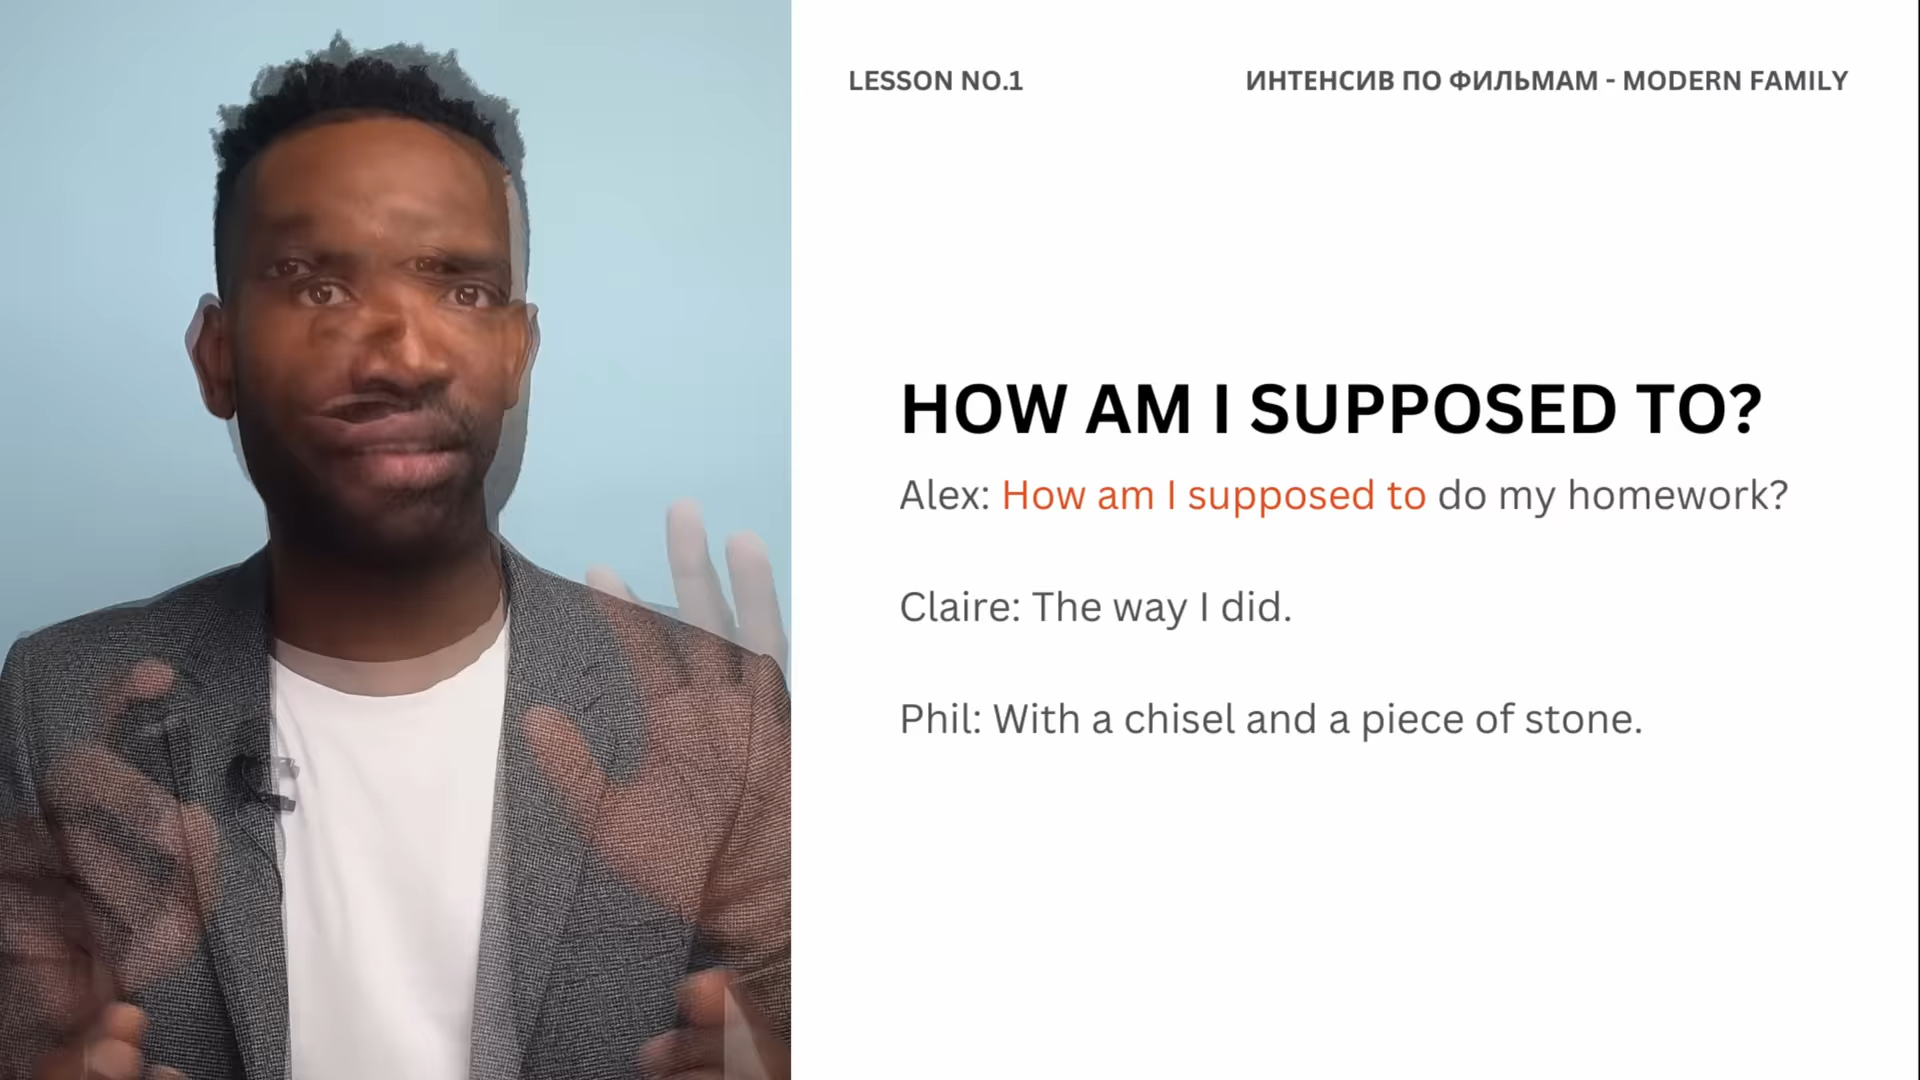 LESSON NO.1
ИНТЕНСИВ ПО ФИЛЬМАМ - MODERN FAMILY
HOW AM I SUPPOSED TO?
Alex: How am I supposed to do my homework?
Claire: The way I did.
Phil: With a chisel and a piece of stone.